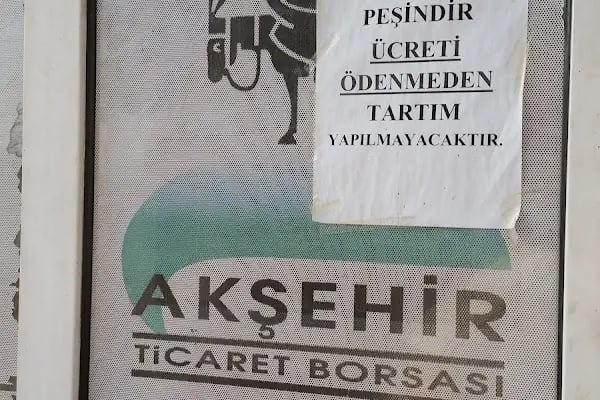 PEŞİNDİR
ÜCRETİ
ÖDENMEDEN
TARTIM
YAPILMAYACAKTIR.
AKŞEHİR
TİCARET BORSASI